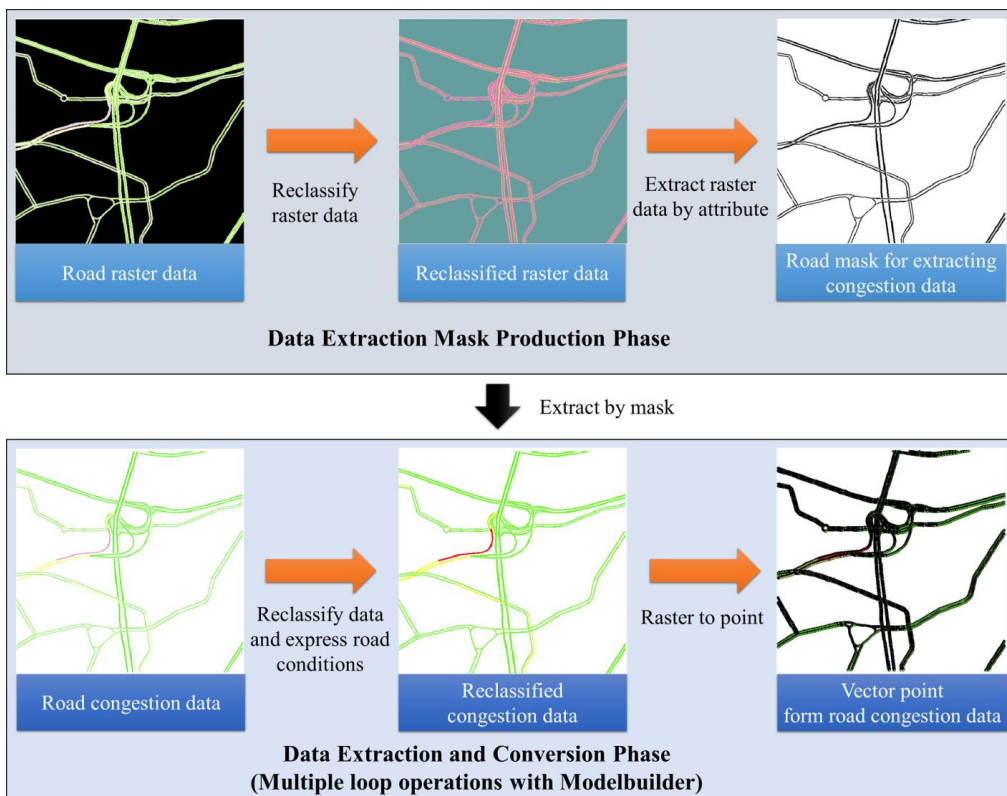 Reclassify
raster data
Extract raster
data by attribute
Road raster data
Reclassified raster data
Road mask for extracting
congestion data
Data Extraction Mask Production Phase
Extract by mask
Reclassify data
and express road
conditions
Raster to point
Road congestion data
Reclassified
congestion data
Vector point
form road congestion data
Data Extraction and Conversion Phase
(Multiple loop operations with Modelbuilder)